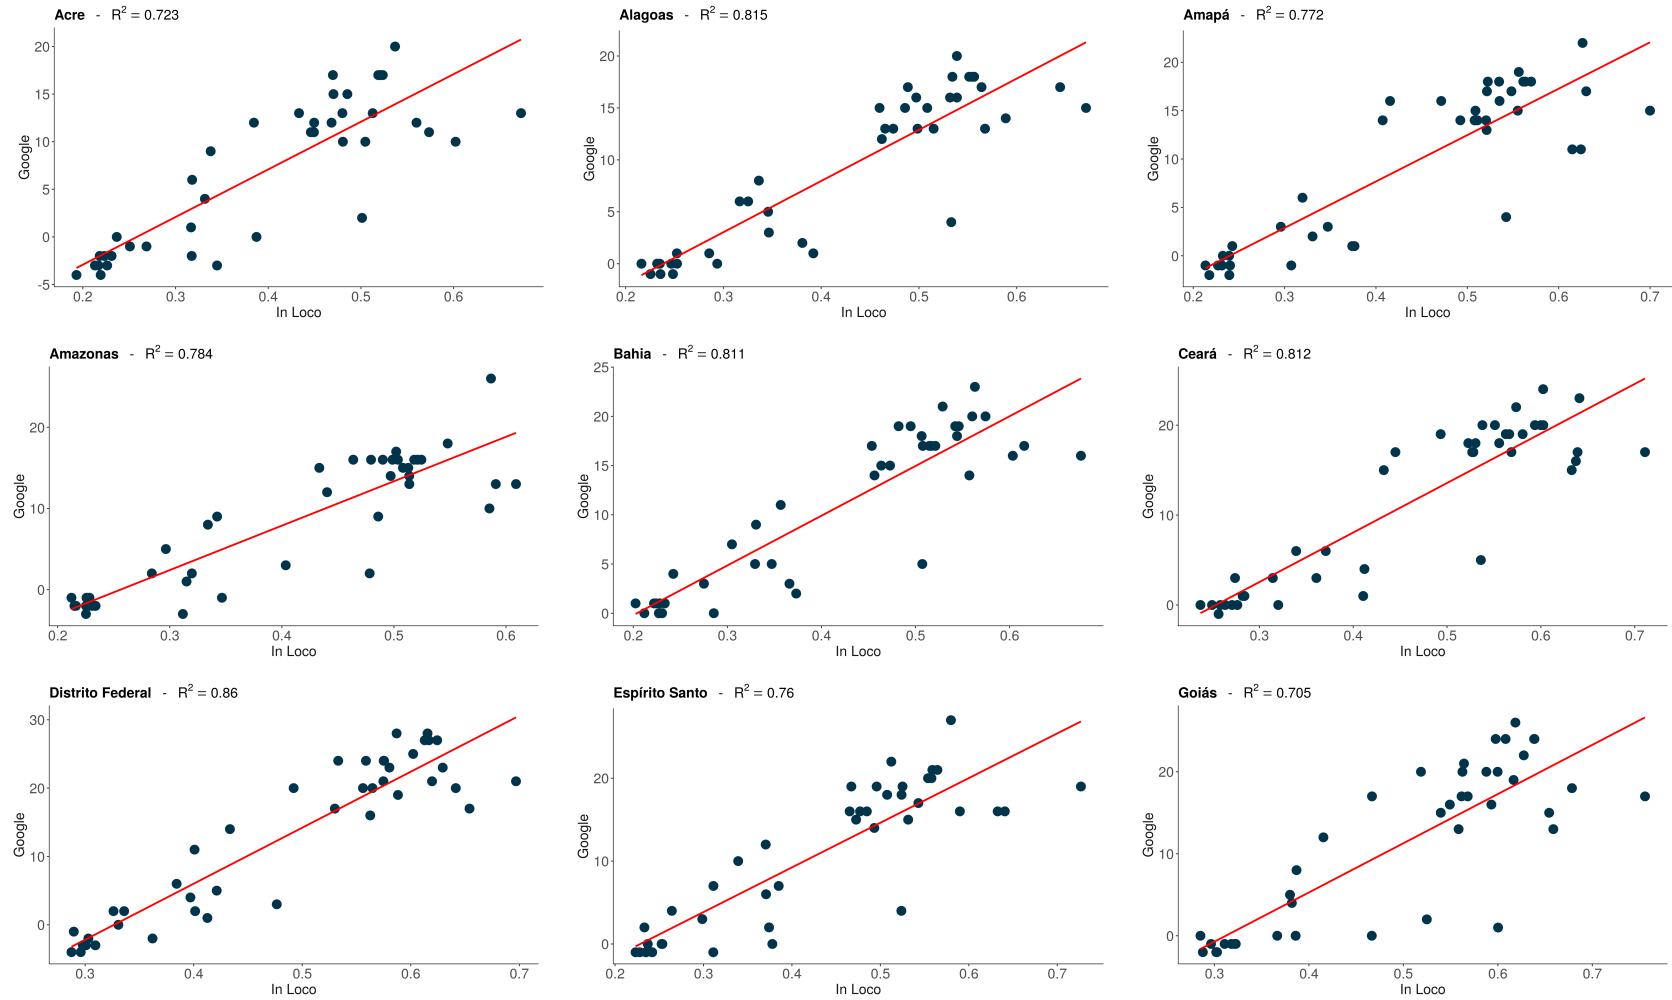 Acre - R² = 0.723
Google
20
15
10
5
0
-5
0.2 0.3 0.4 0.5 0.6
In Loco
Alagoas - R² = 0.815
Google
20
15
10
5
0
0.2 0.3 0.4 0.5 0.6
In Loco
Amapá - R² = 0.772
Google
20
15
10
5
0
0.2 0.3 0.4 0.5 0.6 0.7
In Loco
Amazonas - R² = 0.784
Google
20
10
0
0.2 0.3 0.4 0.5 0.6
In Loco
Bahia - R² = 0.811
Google
25
20
15
10
5
0
0.2 0.3 0.4 0.5 0.6
In Loco
Ceará - R² = 0.812
Google
20
10
0
0.3 0.4 0.5 0.6 0.7
In Loco
Distrito Federal - R² = 0.86
Google
30
20
10
0
0.3 0.4 0.5 0.6 0.7
In Loco
Espírito Santo - R² = 0.76
Google
20
10
0
0.2 0.3 0.4 0.5 0.6 0.7
In Loco
Goiás - R² = 0.705
Google
20
10
0
0.3 0.4 0.5 0.6 0.7
In Loco